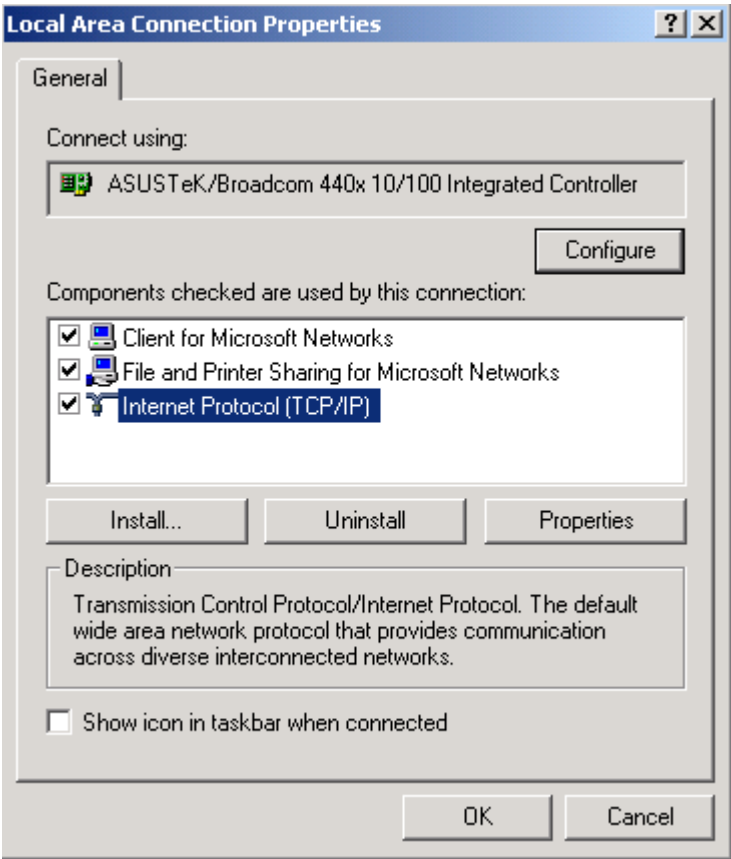 Local Area Connection Properties
General
Connect using:
ASUSTeK/Broadcom 440x 10/100 Integrated Controller
Configure
Components checked are used by this connection:
Client for Microsoft Networks
File and Printer Sharing for Microsoft Networks
Internet Protocol (TCP/IP)
Install... Uninstall Properties
Description
Transmission Control Protocol/Internet Protocol. The default
wide area network protocol that provides communication
across diverse interconnected networks.
Show icon in taskbar when connected
OK Cancel